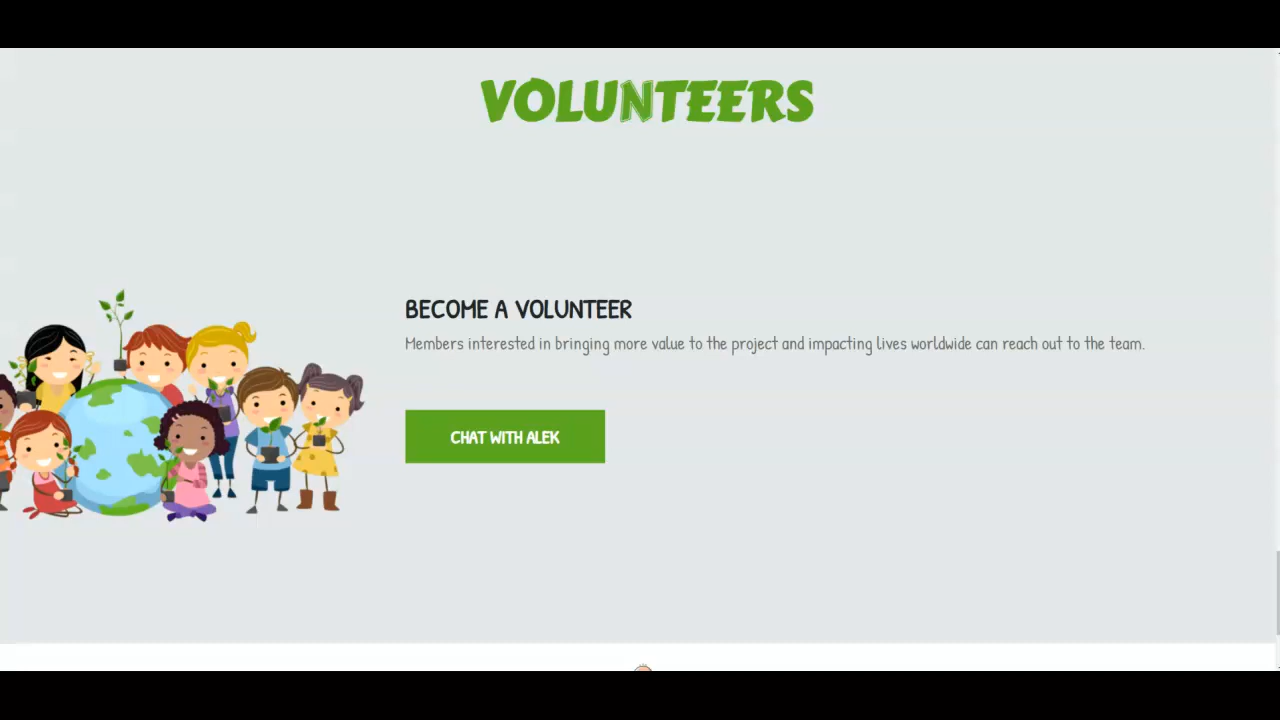 VOLUNTEERS
BECOME A VOLUNTEER
Members interested in bringing more value to the project and impacting lives worldwide can reach out to the team.
CHAT WITH ALEK